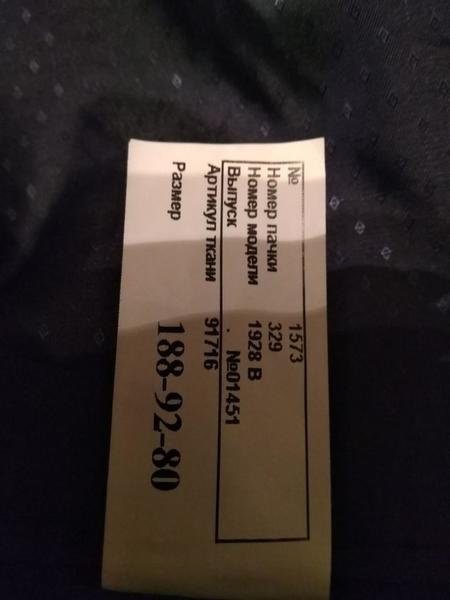 № 1573
Номер пачки 329
Номер модели 1928 В
Выпуск . №01451
Артикул ткани 91716
Размер 188-92-80